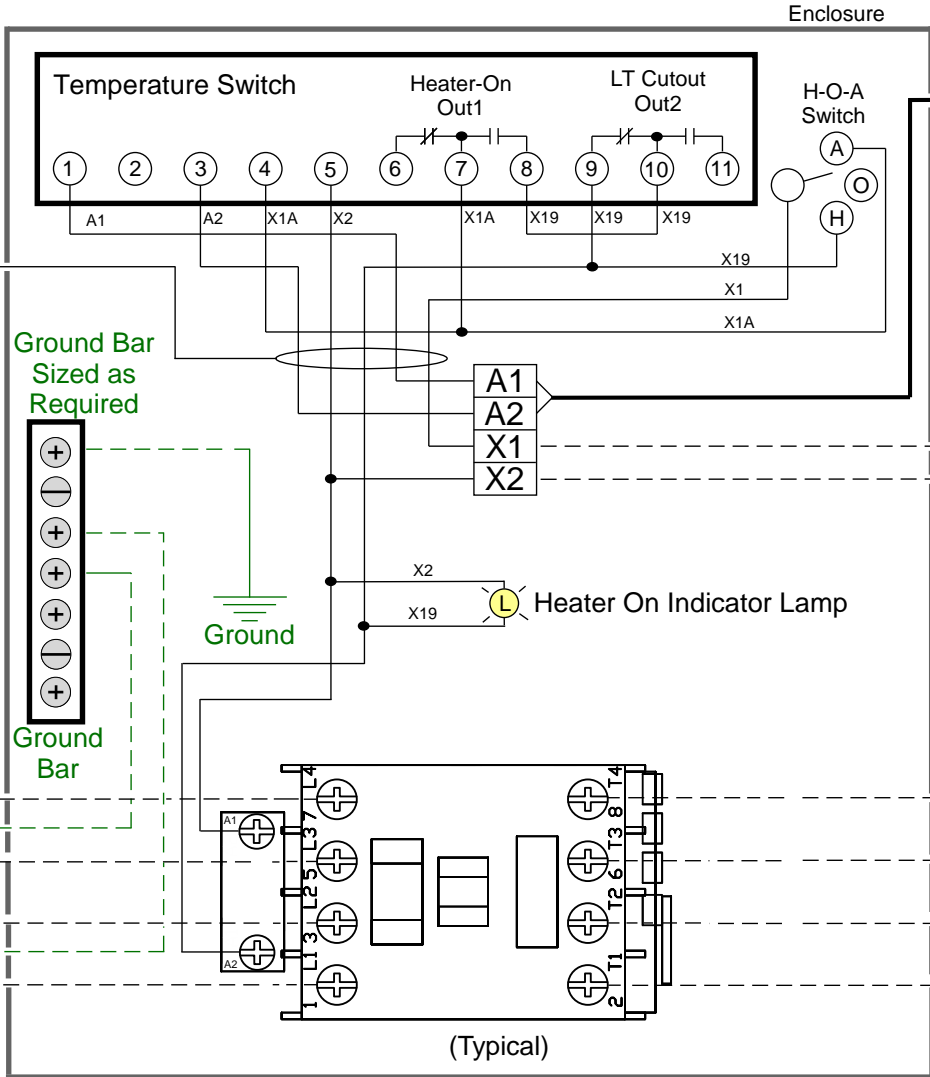 Enclosure
Temperature Switch
Heater-On
Out1
LT Cutout
Out2
H-O-A
Switch
1 2 3 4 5 6 7 8 9 10 11
A
O
H
A1 A2 X1A X2 X1A X19 X19 X19
X19
X1
X1A
Ground Bar
Sized as
Required
A1
A2
X1
X2
+
−
+
+
+
−
+
Ground
X2
X19
L
Heater On Indicator Lamp
Ground
Bar
A1
A2
L4
7
L3
5
L2
3
L1
1
T4
8
T3
6
T2
T1
2
(Typical)